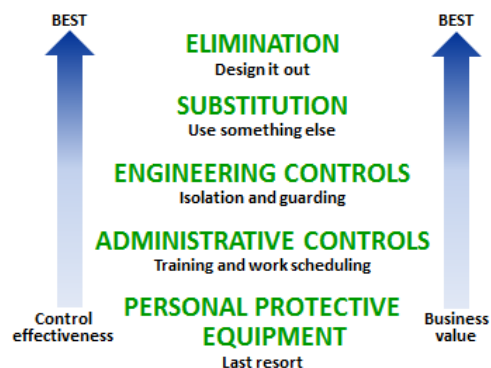 BEST
BEST
ELIMINATION
Design it out
SUBSTITUTION
Use something else
ENGINEERING CONTROLS
Isolation and guarding
ADMINISTRATIVE CONTROLS
Training and work scheduling
PERSONAL PROTECTIVE
EQUIPMENT
Last resort
Control
effectiveness
Business
value